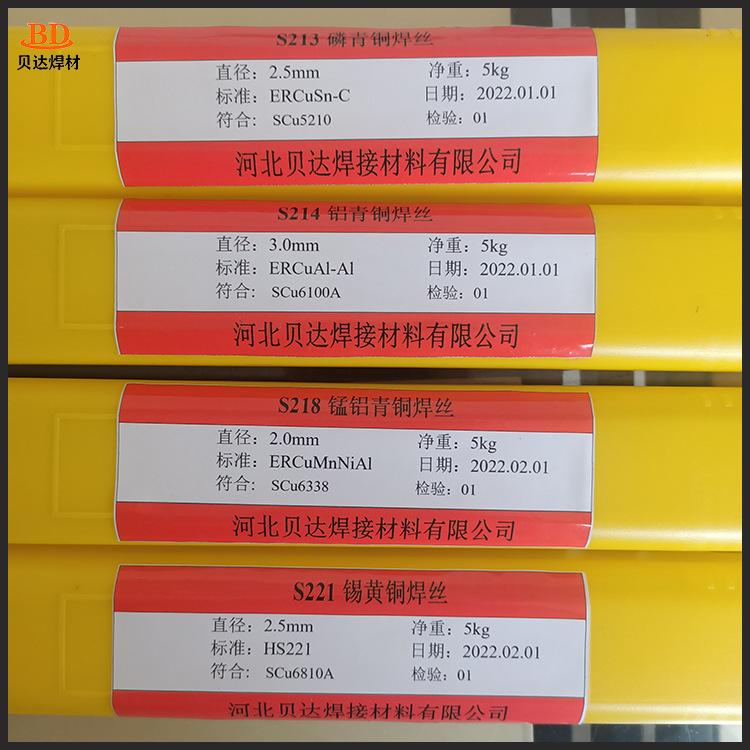 BD
贝达焊材
S213 磷青铜焊丝
直径：2.5mm 净重：5kg
标准：ERCuSn-C 日期：2022.01.01
符合：SCu5210 检验：01
河北贝达焊接材料有限公司
S214 铝青铜焊丝
直径：3.0mm 净重：5kg
标准：ERCuAl-Al 日期：2022.01.01
符合：SCu6100A 检验：01
河北贝达焊接材料有限公司
S218 锰铝青铜焊丝
直径：2.0mm 净重：5kg
标准：ERCuMnNiAl 日期：2022.02.01
符合：SCu6338 检验：01
河北贝达焊接材料有限公司
S221 锡黄铜焊丝
直径：2.5mm 净重：5kg
标准：HS221 日期：2022.02.01
符合：SCu6810A 检验：01
河北贝达焊接材料有限公司